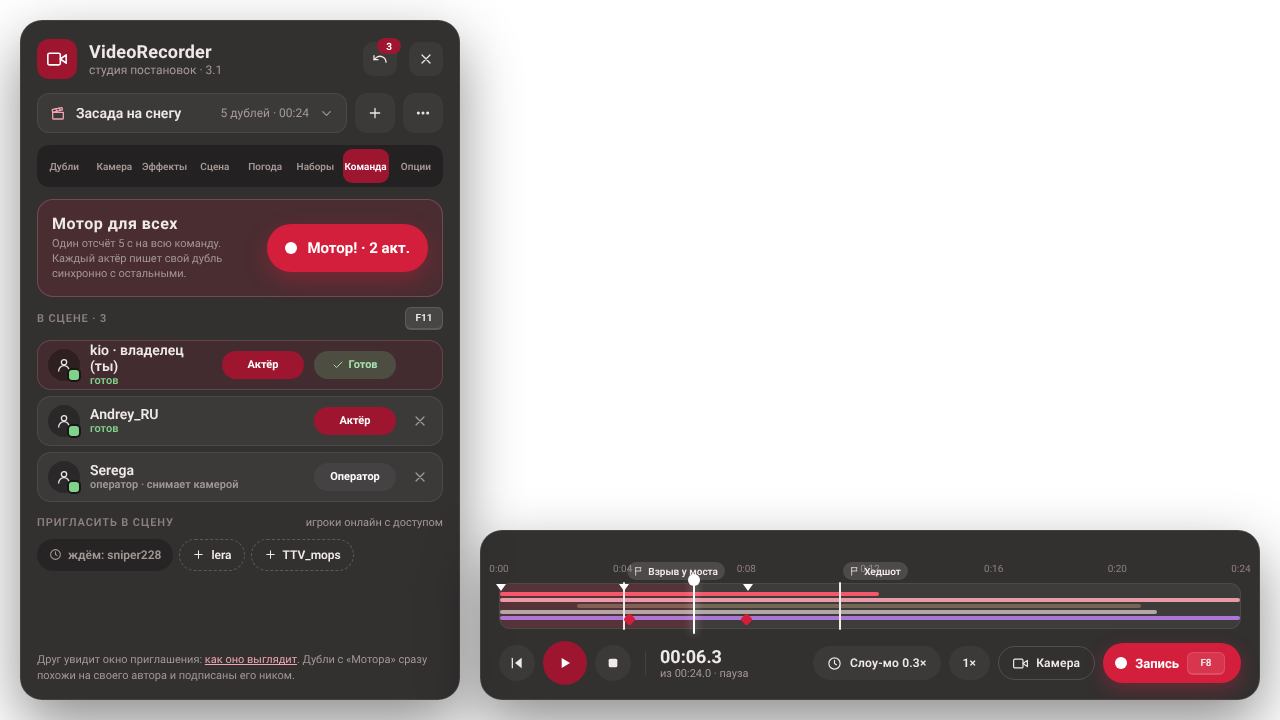 VideoRecorder
студия постановок · 3.1
3
Засада на снегу
5 дублей · 00:24
Дубли Камера Эффекты Сцена Погода Наборы Команда Опции
Мотор для всех
Один отсчёт 5 с на всю команду.
Каждый актёр пишет свой дубль
синхронно с остальными.
Мотор! · 2 акт.
В СЦЕНЕ · 3
F11
kio · владелец
(ты)
готов
Актёр
Готов
Andrey_RU
готов
Актёр
Serega
оператор · снимает камерой
Оператор
ПРИГЛАСИТЬ В СЦЕНУ
игроки онлайн с доступом
ждём: sniper228
lera
TTV_mops
Друг увидит окно приглашения: как оно выглядит. Дубли с «Мотора» сразу
похожи на своего автора и подписаны его ником.
0:00 0:04 0:08 0:12 0:16 0:20 0:24
Взрыв у моста
Хедшот
00:06.3
из 00:24.0 · пауза
Слоу-мо 0.3×
1×
Камера
Запись
F8